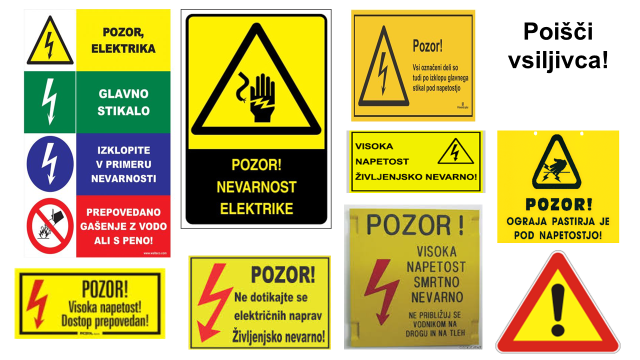 POZOR,
ELEKTRIKA
GLAVNO
STIKALO
IZKLOPITE
V PRIMERU
NEVARNOSTI
PREPOVEDANO
GAŠENJE Z VODO
ALI S PENO!
POZOR!
NEVARNOST
ELEKTRIKE
Pozor!
Vsi označeni deli so
tudi po izklopu glavnega
stikal pod napetostjo
VISOKA
NAPETOST
ŽIVLJENJSKO NEVARNO!
Poišči
vsiljivca!
POZOR!
OGRAJA PASTIRJA JE
POD NAPETOSTJO!
POZOR!
Visoka napetost!
Dostop prepovedan!
POZOR!
Ne dotikajte se
električnih naprav
Življenjsko nevarno!
POZOR!
VISOKA
NAPETOST
SMRTNO
NEVARNO
NE PRIBLIŽUJ SE
VODNIKOM NA
DROGU IN NA TLEH